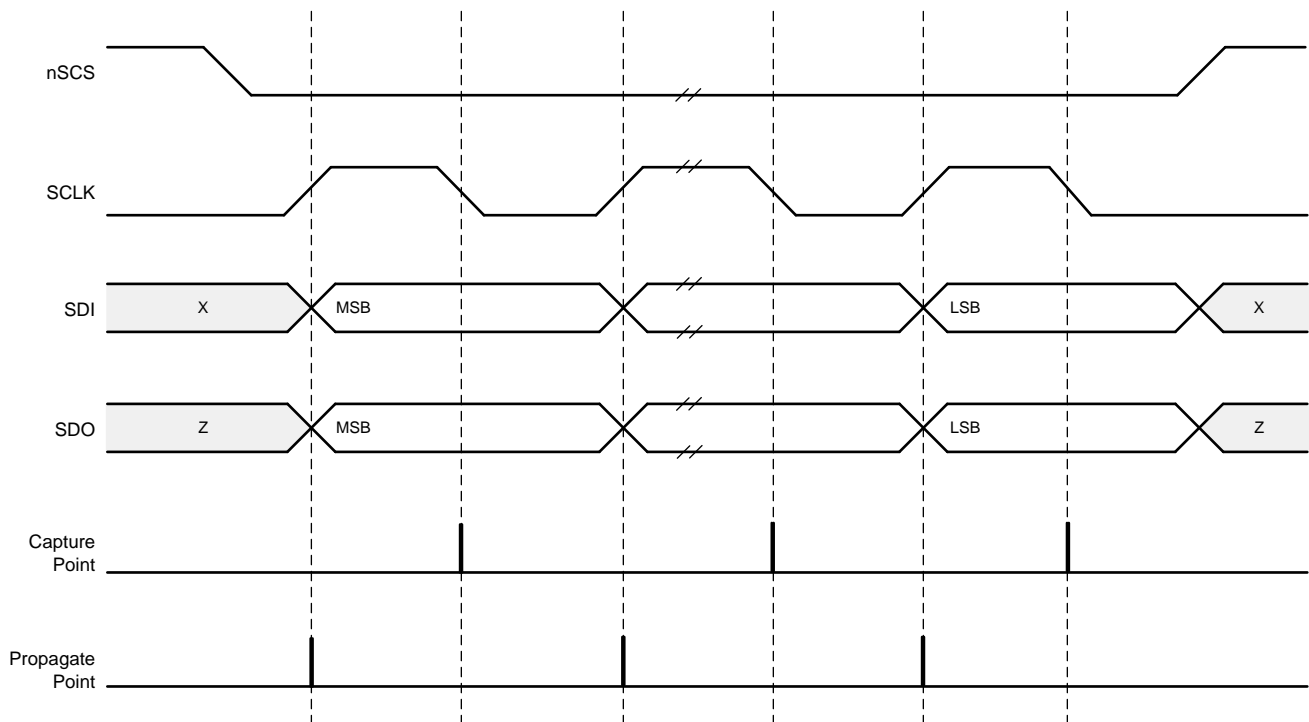 nSCS
SCLK
SDI
X
MSB
LSB
X
SDO
Z
MSB
LSB
Z
Capture
Point
Propagate
Point